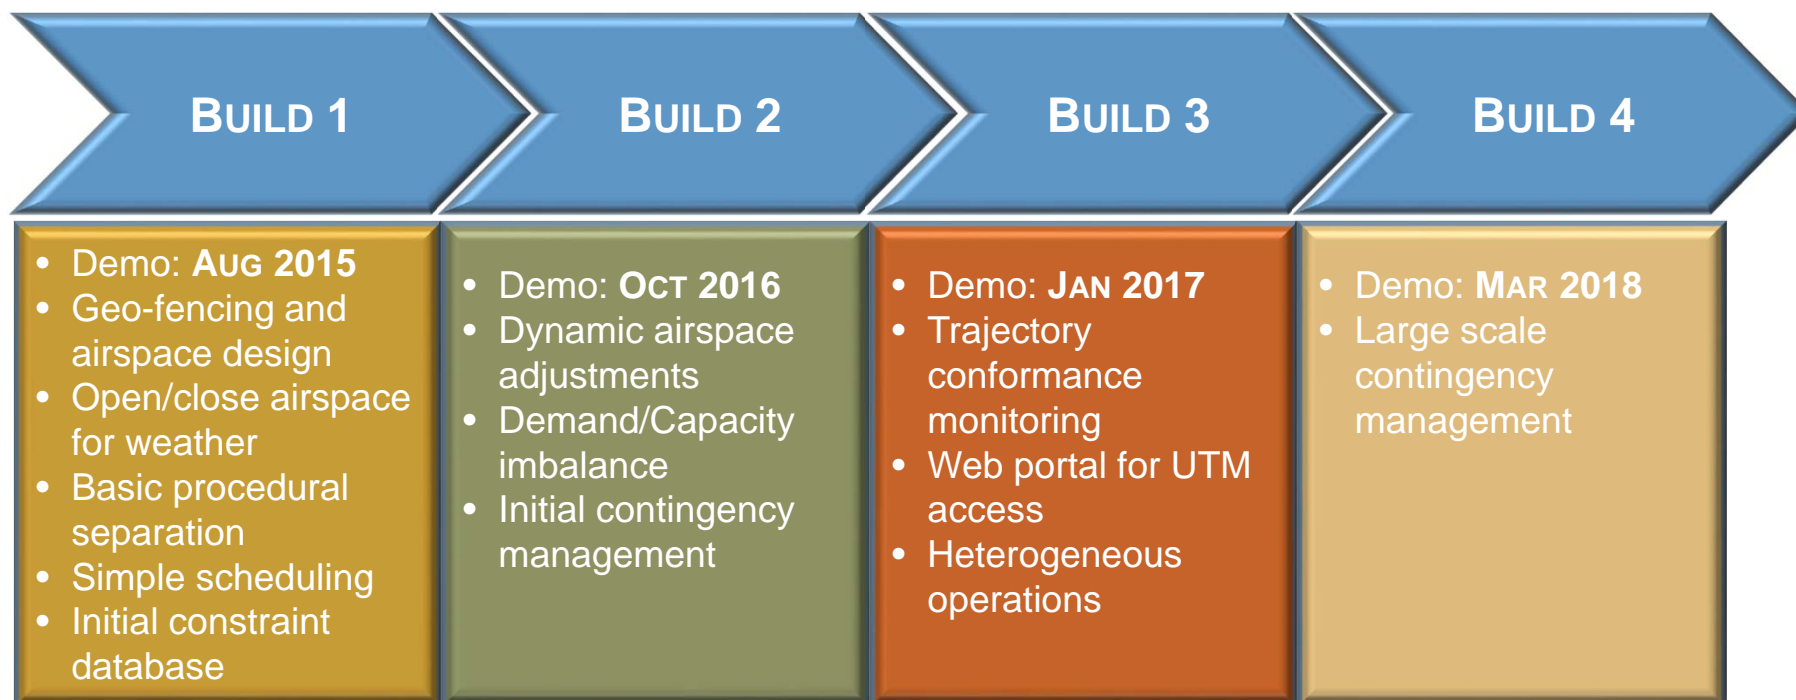 BUILD 1
BUILD 2
BUILD 3
BUILD 4
• Demo: AUG 2015
• Geo-fencing and
airspace design
• Open/close airspace
for weather
• Basic procedural
separation
• Simple scheduling
• Initial constraint
database
• Demo: OCT 2016
• Dynamic airspace
adjustments
• Demand/Capacity
imbalance
• Initial contingency
management
• Demo: JAN 2017
• Trajectory
conformance
monitoring
• Web portal for UTM
access
• Heterogeneous
operations
• Demo: MAR 2018
• Large scale
contingency
management